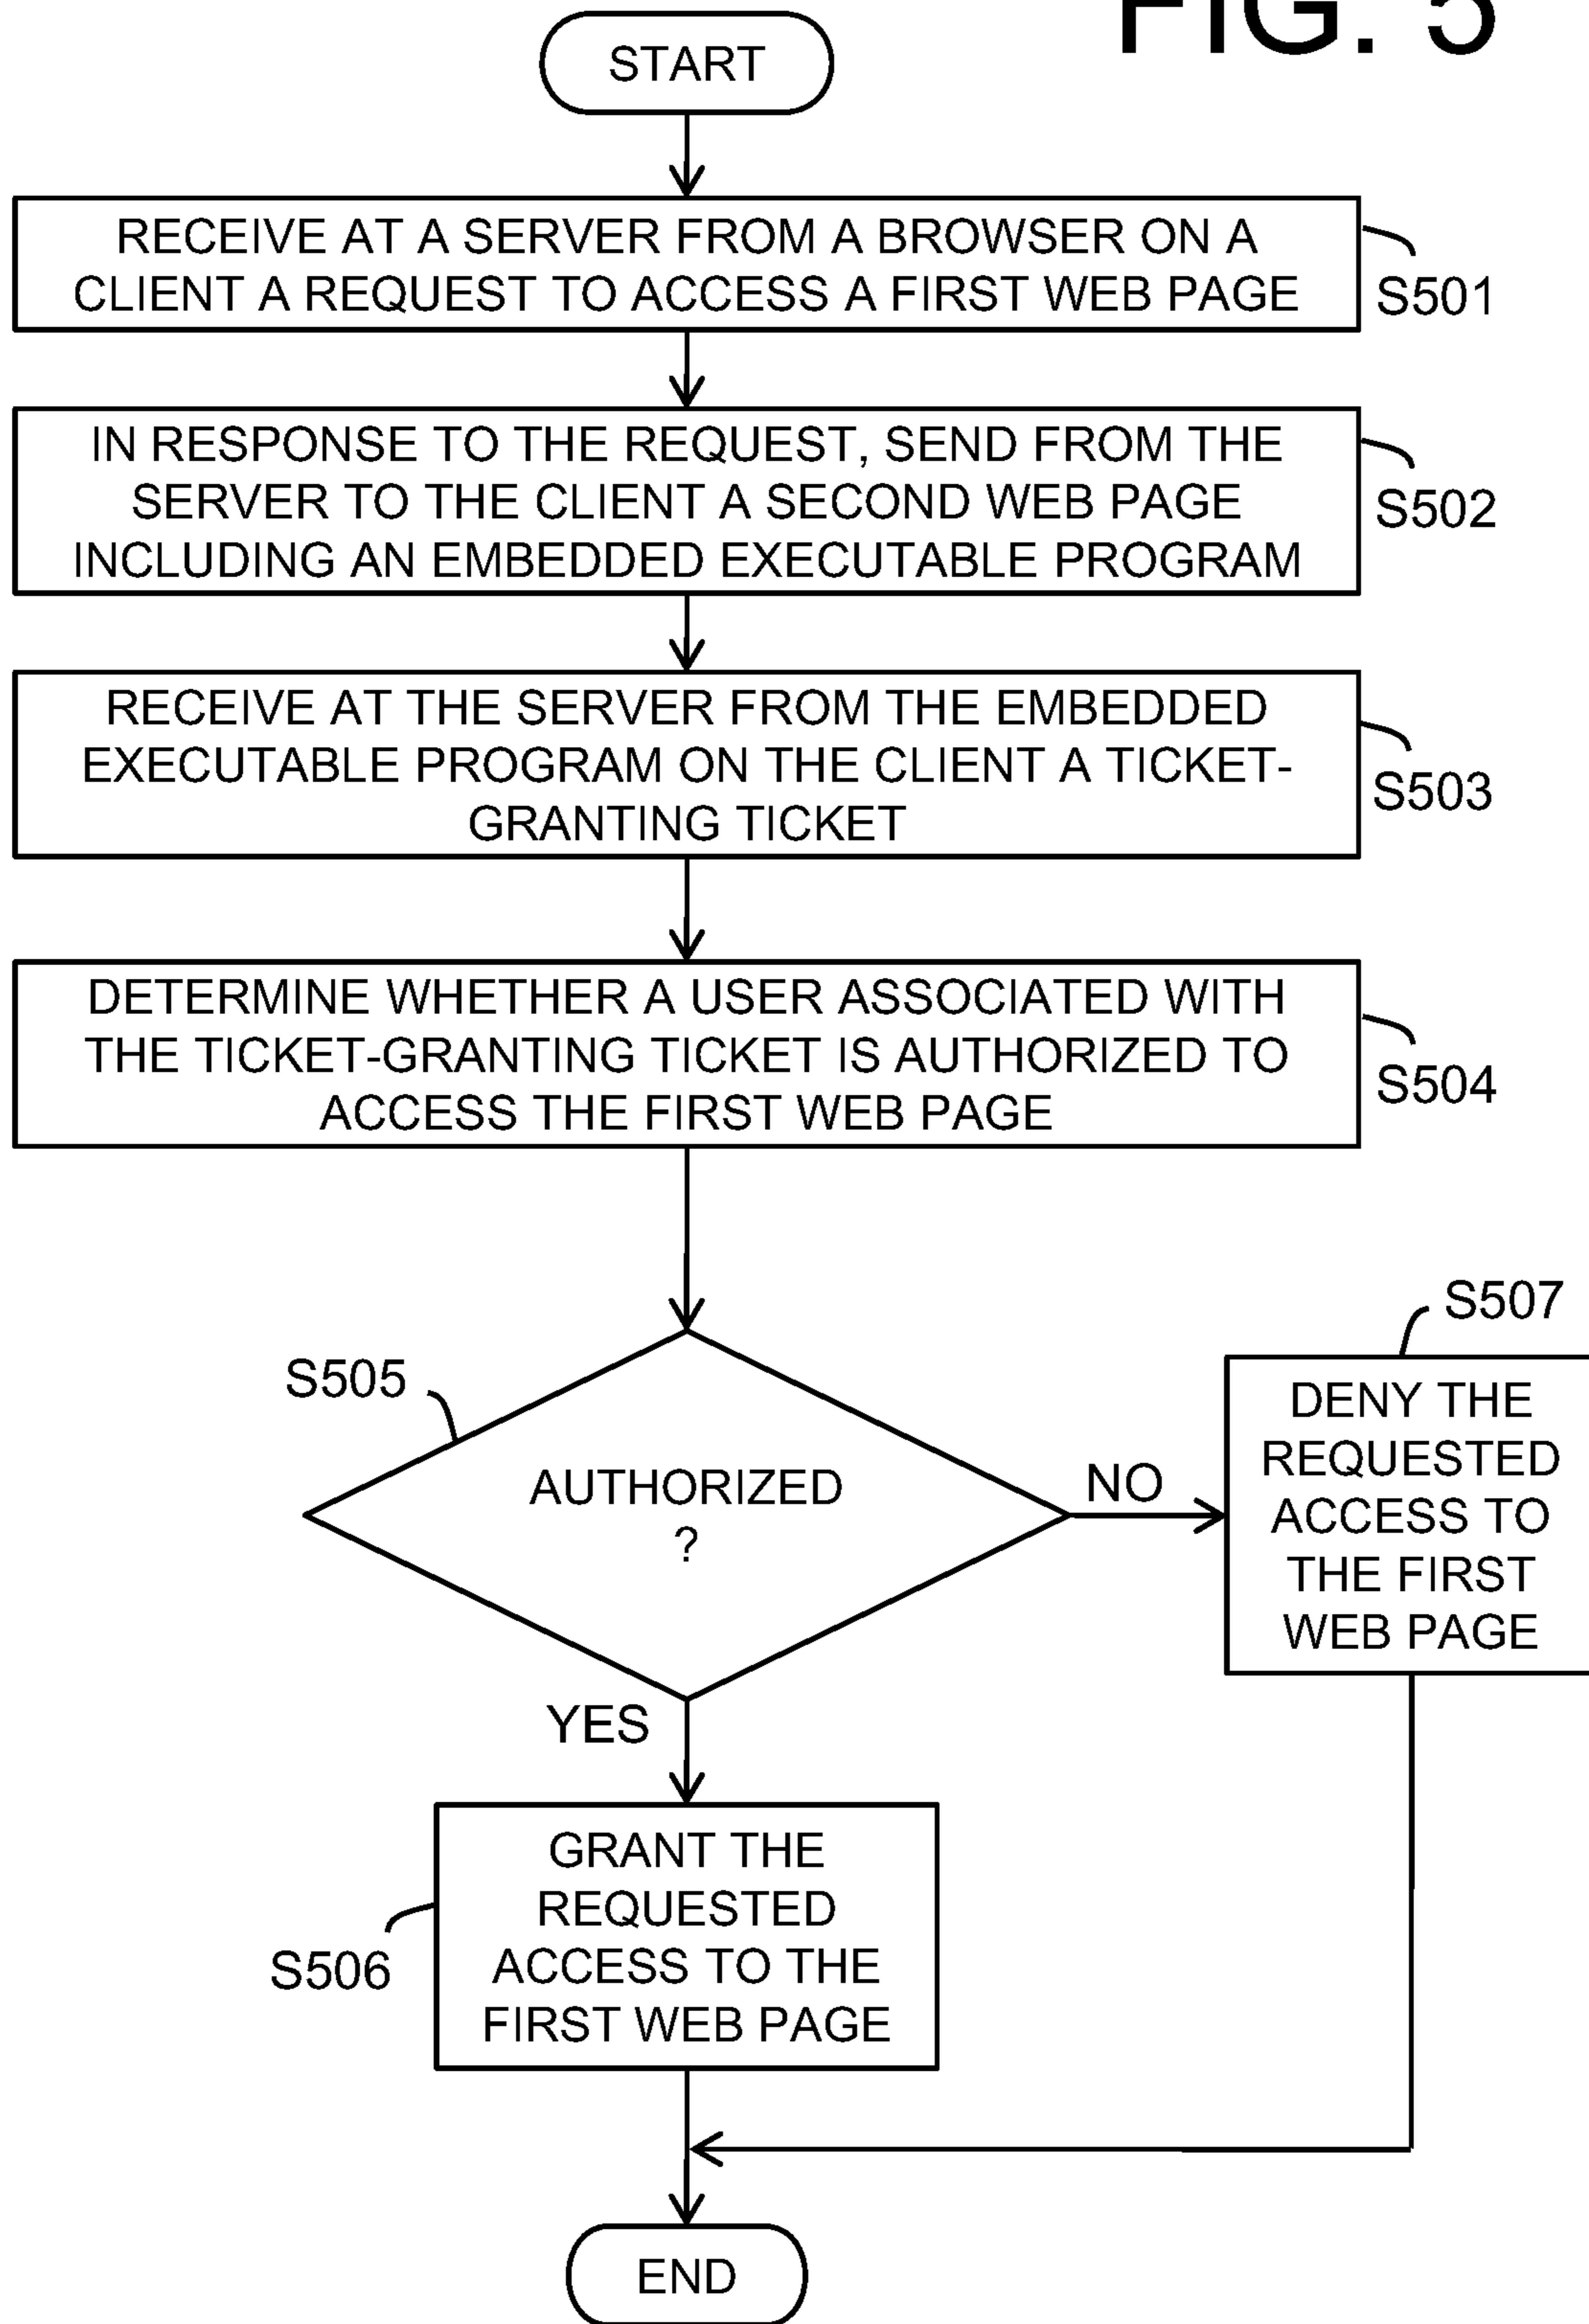 FIG. 5
START
RECEIVE AT A SERVER FROM A BROWSER ON A
CLIENT A REQUEST TO ACCESS A FIRST WEB PAGE
S501
IN RESPONSE TO THE REQUEST, SEND FROM THE
SERVER TO THE CLIENT A SECOND WEB PAGE
INCLUDING AN EMBEDDED EXECUTABLE PROGRAM
S502
RECEIVE AT THE SERVER FROM THE EMBEDDED
EXECUTABLE PROGRAM ON THE CLIENT A TICKET-
GRANTING TICKET
S503
DETERMINE WHETHER A USER ASSOCIATED WITH
THE TICKET-GRANTING TICKET IS AUTHORIZED TO
ACCESS THE FIRST WEB PAGE
S504
S505
AUTHORIZED
?
NO
S507
DENY THE
REQUESTED
ACCESS TO
THE FIRST
WEB PAGE
YES
GRANT THE
REQUESTED
ACCESS TO THE
FIRST WEB PAGE
S506
END